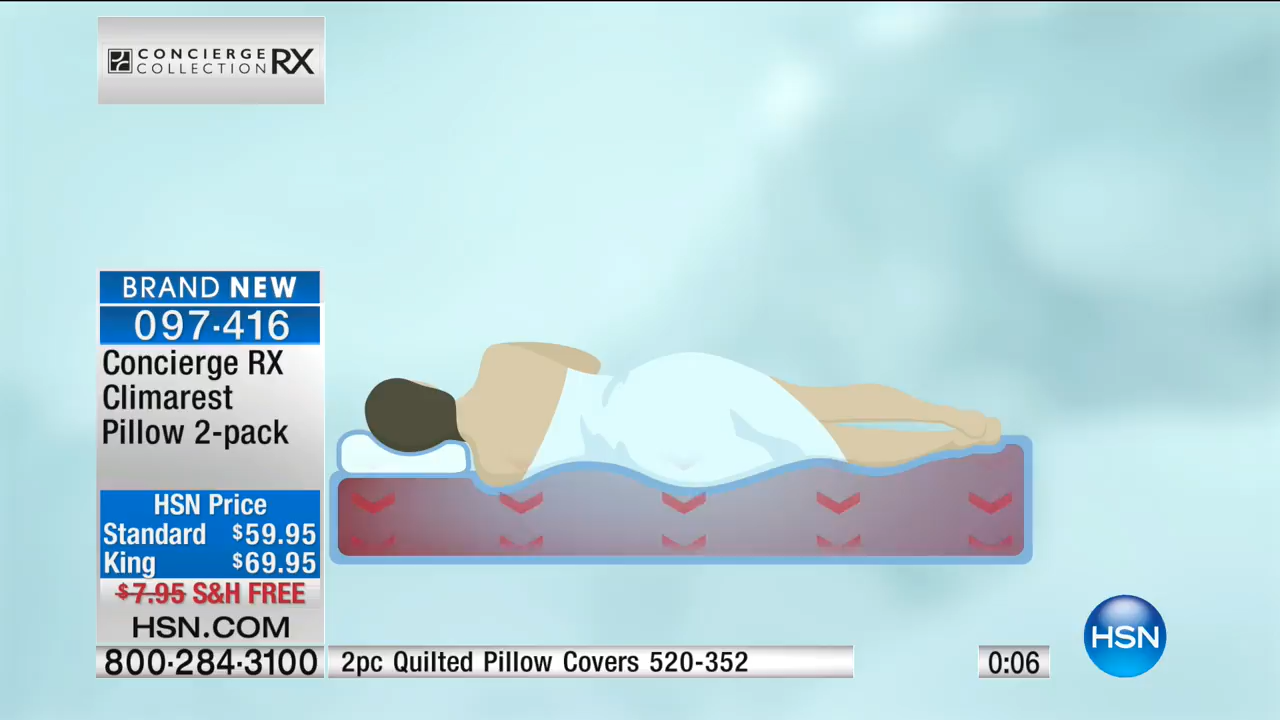 CONCIERGE
COLLECTION RX
BRAND NEW
097·416
Concierge RX
Climarest
Pillow 2-pack
HSN Price
Standard $59.95
King $69.95
$7.95 S&H FREE
HSN.COM
800·284·3100
2pc Quilted Pillow Covers 520-352
0:06
HSN